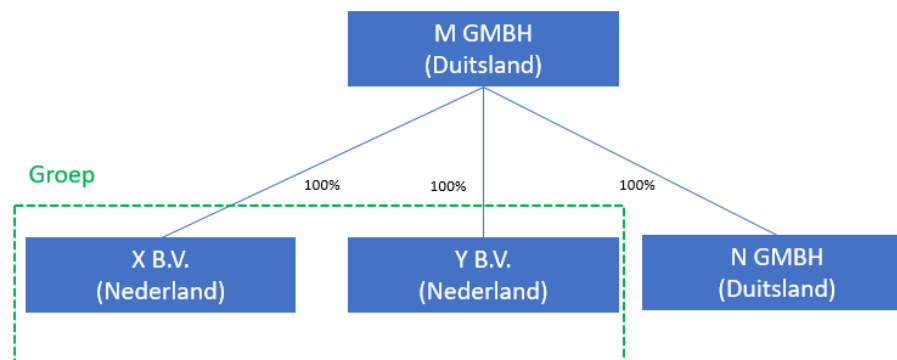 M GMBH
(Duitsland)
Groep
100%
100%
100%
X B.V.
(Nederland)
Y B.V.
(Nederland)
N GMBH
(Duitsland)